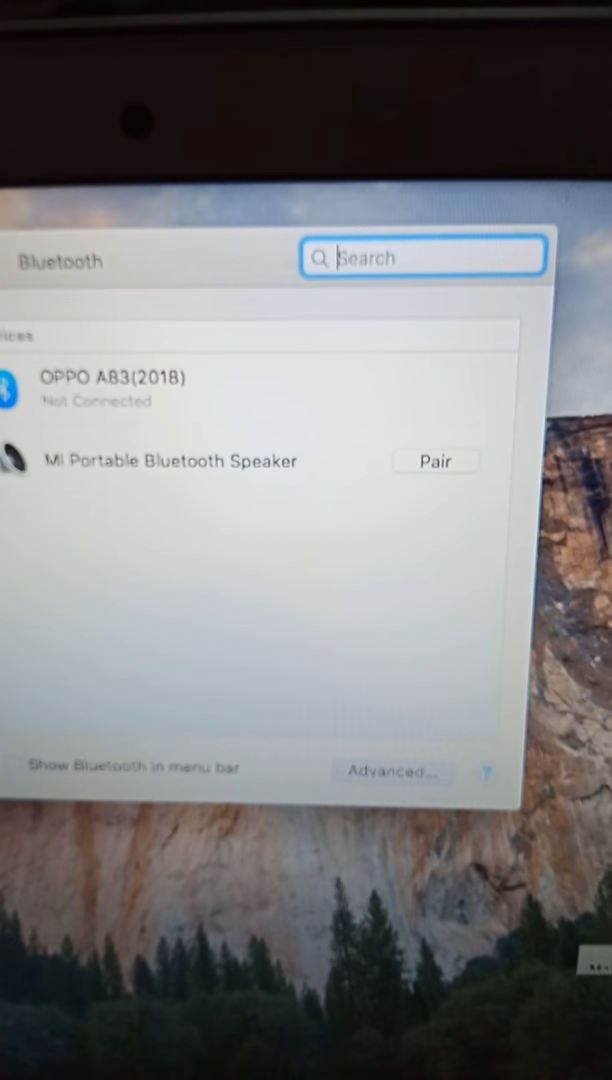 Bluetooth
Search
OPPO A83(2018)
Not Connected
Mi Portable Bluetooth Speaker
Pair
Show Bluetooth in menu bar
Advanced...
?